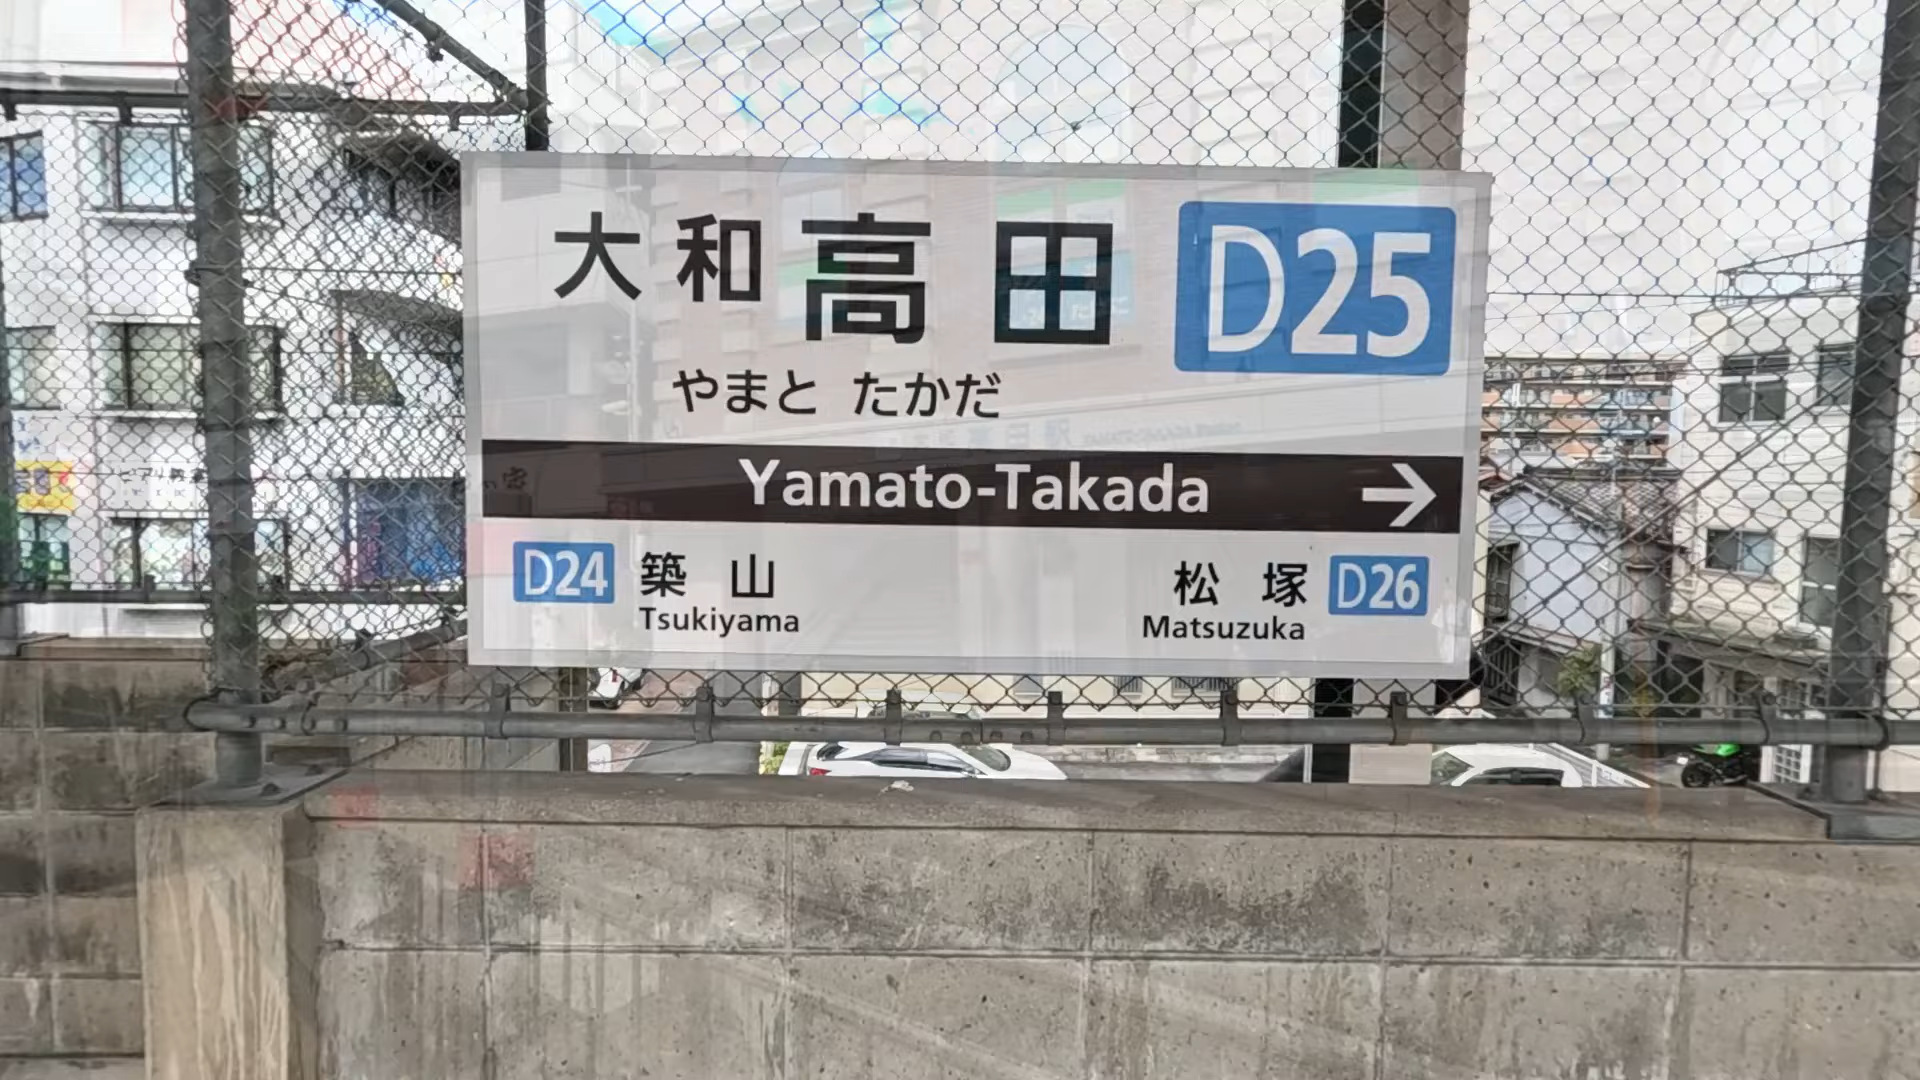 大和高田 D25
やまと たかだ
Yamato-Takada →
D24 築山
Tsukiyama
松塚 D26
Matsuzuka